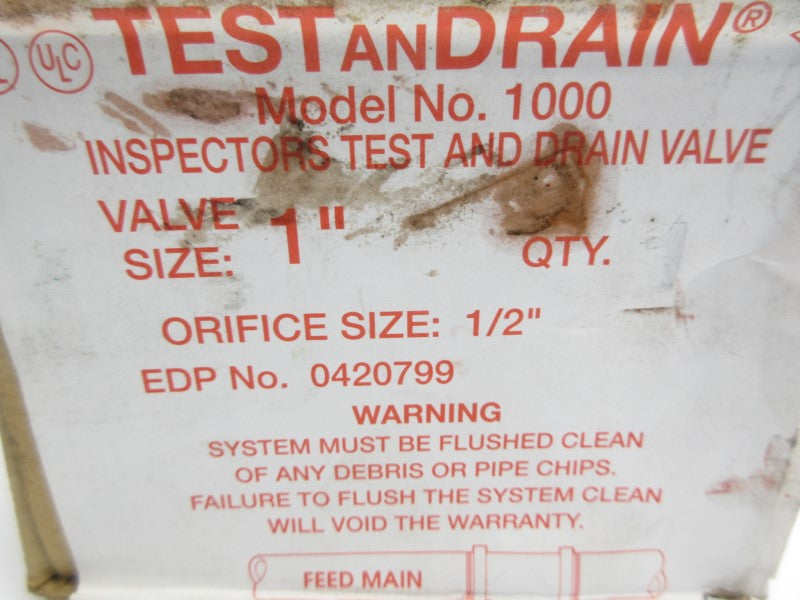 ULC TESTANDRAIN®
Model No. 1000
INSPECTORS TEST AND DRAIN VALVE
VALVE SIZE: 1" QTY.
ORIFICE SIZE: 1/2"
EDP No. 0420799
WARNING
SYSTEM MUST BE FLUSHED CLEAN
OF ANY DEBRIS OR PIPE CHIPS.
FAILURE TO FLUSH THE SYSTEM CLEAN
WILL VOID THE WARRANTY.
FEED MAIN